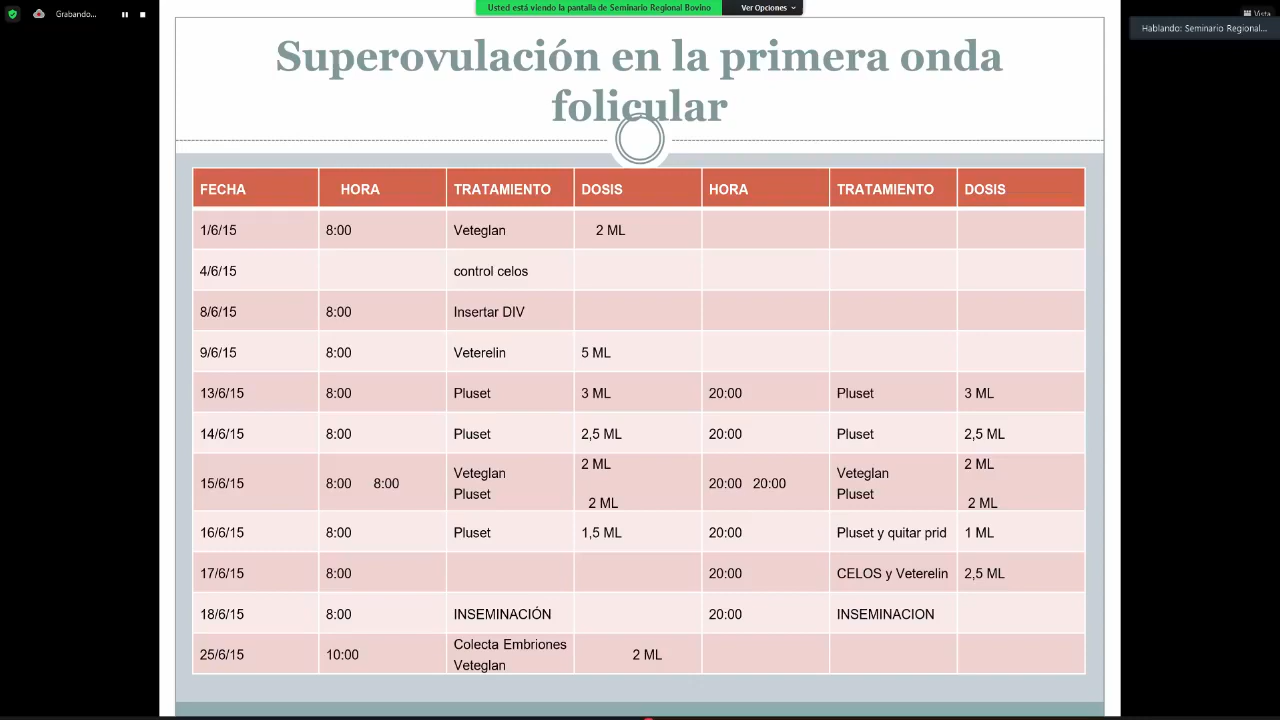 Grabando...
Usted está viendo la pantalla de Seminario Regional Bovino
Ver Opciones
Vista
Hablando: Seminario Regional...
Superovulación en la primera onda
folicular
FECHA HORA TRATAMIENTO DOSIS HORA TRATAMIENTO DOSIS
1/6/15 8:00 Veteglan 2 ML
4/6/15 control celos
8/6/15 8:00 Insertar DIV
9/6/15 8:00 Veterelin 5 ML
13/6/15 8:00 Pluset 3 ML 20:00 Pluset 3 ML
14/6/15 8:00 Pluset 2,5 ML 20:00 Pluset 2,5 ML
15/6/15 8:00 8:00 Veteglan 2 ML 20:00 20:00 Veteglan 2 ML
Pluset 2 ML Pluset 2 ML
16/6/15 8:00 Pluset 1,5 ML 20:00 Pluset y quitar prid 1 ML
17/6/15 8:00 20:00 CELOS y Veterelin 2,5 ML
18/6/15 8:00 INSEMINACIÓN 20:00 INSEMINACION
25/6/15 10:00 Colecta Embriones 2 ML
Veteglan